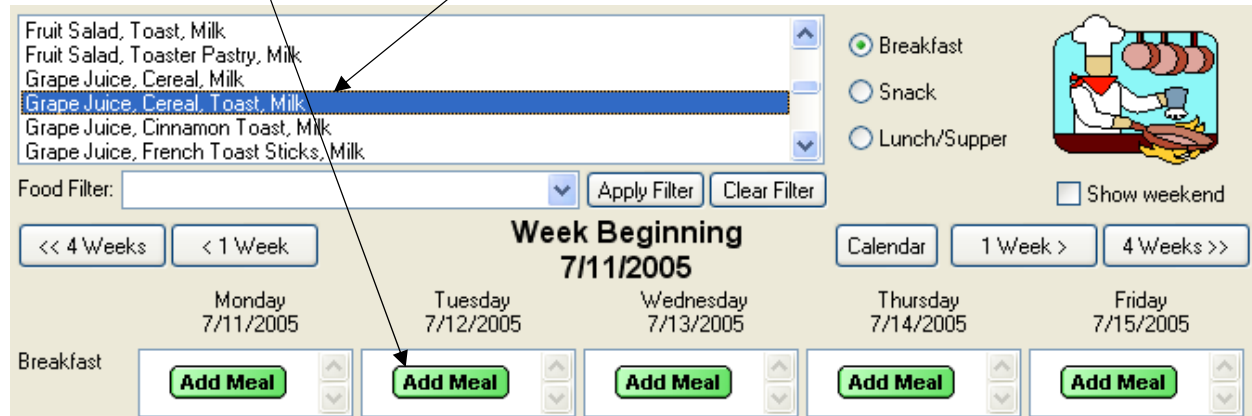 Fruit Salad, Toast, Milk
Fruit Salad, Toaster Pastry, Milk
Grape Juice, Cereal, Milk
Grape Juice, Cereal, Toast, Milk
Grape Juice, Cinnamon Toast, Milk
Grape Juice, French Toast Sticks, Milk
Breakfast
Snack
Lunch/Supper
Food Filter:
Apply Filter
Clear Filter
Show weekend
<< 4 Weeks
< 1 Week
Week Beginning
7/11/2005
Calendar
1 Week >
4 Weeks >>
Monday
7/11/2005
Tuesday
7/12/2005
Wednesday
7/13/2005
Thursday
7/14/2005
Friday
7/15/2005
Breakfast
Add Meal
Add Meal
Add Meal
Add Meal
Add Meal